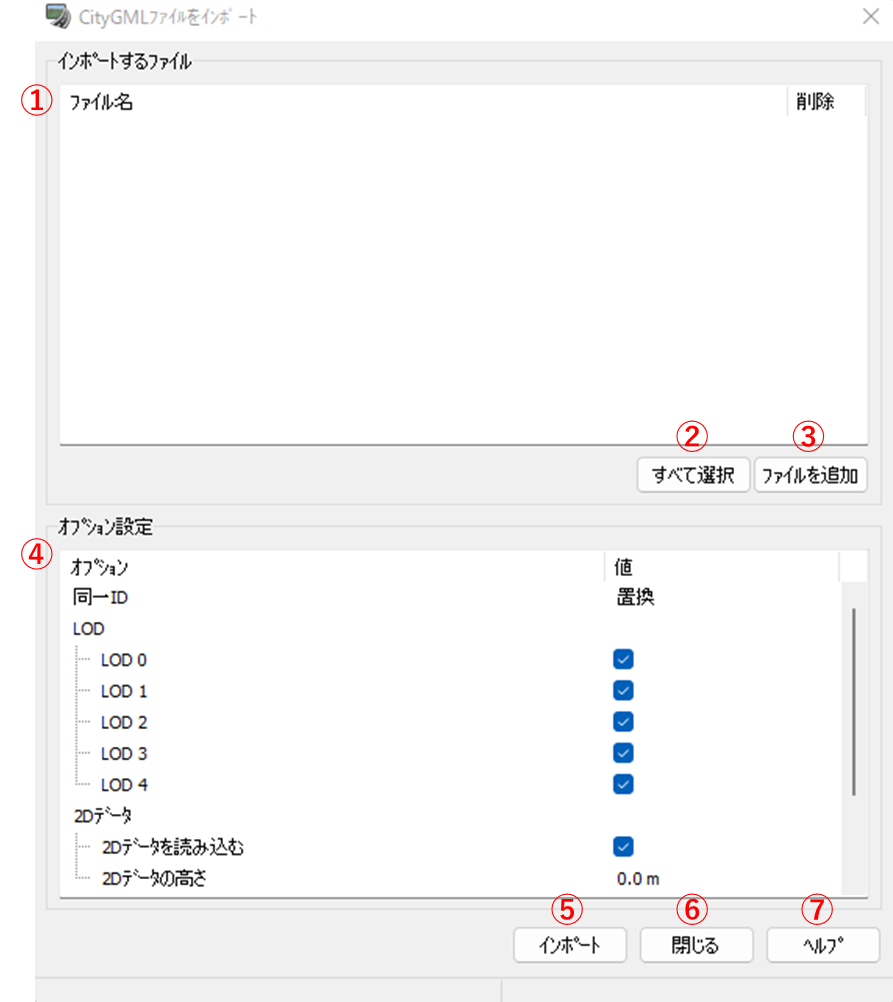 CityGMLﾌｧｲﾙをｲﾝﾎﾟｰﾄ
ｲﾝﾎﾟｰﾄするﾌｧｲﾙ
①
ﾌｧｲﾙ名 削除
② ③
すべて選択 ﾌｧｲﾙを追加
ｵﾌﾟｼｮﾝ設定
④
ｵﾌﾟｼｮﾝ 値
同一ID 置換
LOD
LOD 0
LOD 1
LOD 2
LOD 3
LOD 4
2Dﾃﾞｰﾀ
2Dﾃﾞｰﾀを読み込む
2Dﾃﾞｰﾀの高さ 0.0 m
⑤ ⑥ ⑦
ｲﾝﾎﾟｰﾄ 閉じる ﾍﾙﾌﾟ